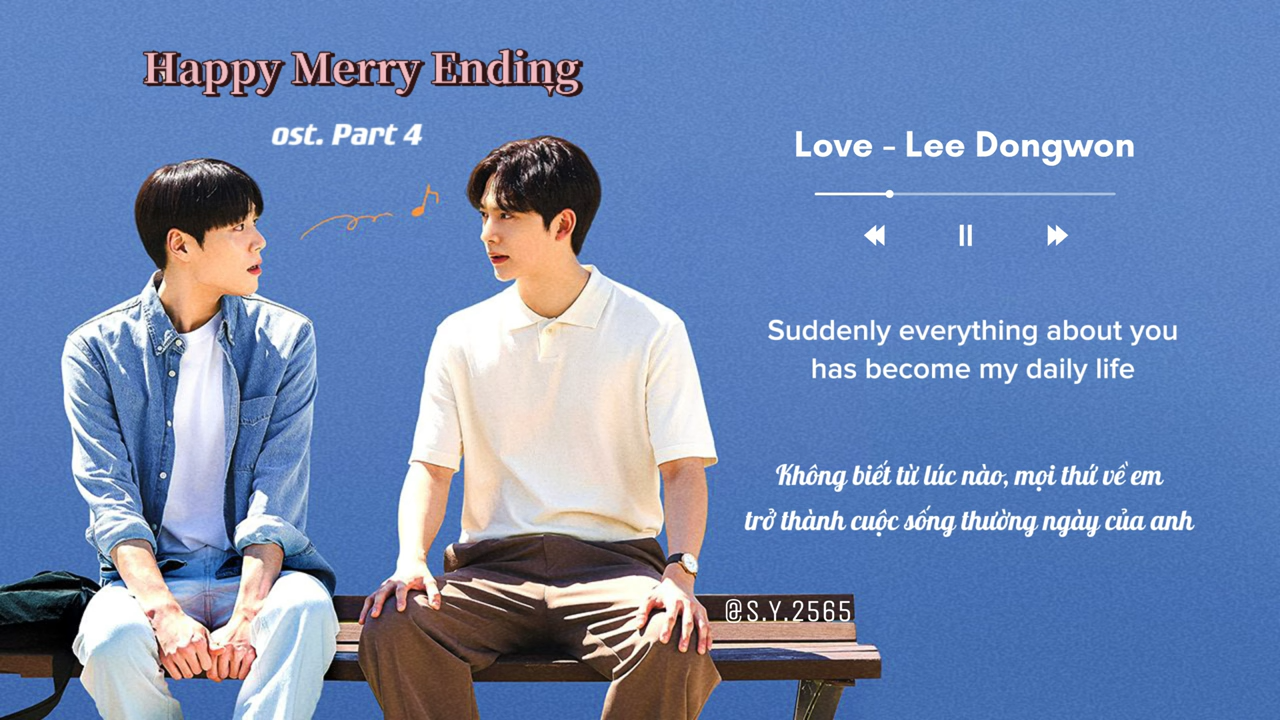 Happy Merry Ending
ost. Part 4
Love - Lee Dongwon
Suddenly everything about you
has become my daily life
Không biết từ lúc nào, mọi thứ về em
trở thành cuộc sống thường ngày của anh
@S.Y.2565